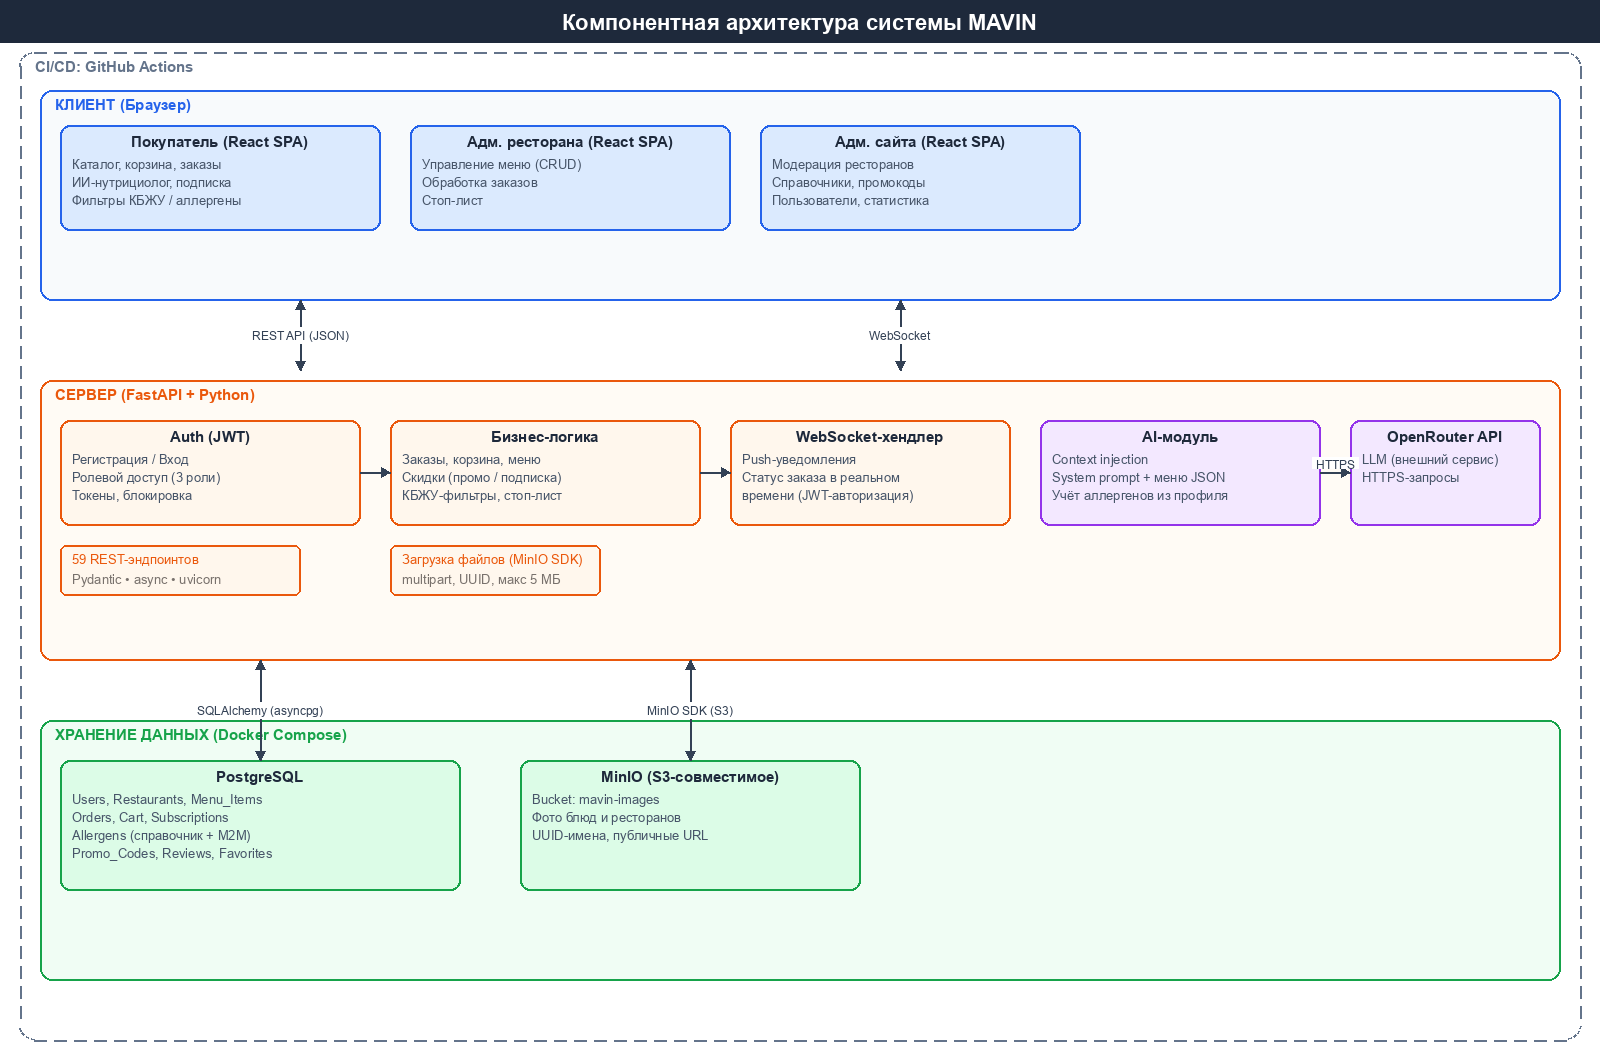 Компонентная архитектура системы MAVIN
CI/CD: GitHub Actions
КЛИЕНТ (Браузер)
Покупатель (React SPA)
Каталог, корзина, заказы
ИИ-нутрициолог, подписка
Фильтры КБЖУ / аллергены
Адм. ресторана (React SPA)
Управление меню (CRUD)
Обработка заказов
Стоп-лист
Адм. сайта (React SPA)
Модерация ресторанов
Справочники, промокоды
Пользователи, статистика
REST API (JSON)
WebSocket
СЕРВЕР (FastAPI + Python)
Auth (JWT)
Регистрация / Вход
Ролевой доступ (3 роли)
Токены, блокировка
Бизнес-логика
Заказы, корзина, меню
Скидки (промо / подписка)
КБЖУ-фильтры, стоп-лист
WebSocket-хендлер
Push-уведомления
Статус заказа в реальном
времени (JWT-авторизация)
AI-модуль
Context injection
System prompt + меню JSON
Учёт аллергенов из профиля
HTTPS
OpenRouter API
LLM (внешний сервис)
HTTPS-запросы
59 REST-эндпоинтов
Pydantic • async • uvicorn
Загрузка файлов (MinIO SDK)
multipart, UUID, макс 5 МБ
SQLAlchemy (asyncpg)
MinIO SDK (S3)
ХРАНЕНИЕ ДАННЫХ (Docker Compose)
PostgreSQL
Users, Restaurants, Menu_Items
Orders, Cart, Subscriptions
Allergens (справочник + M2M)
Promo_Codes, Reviews, Favorites
MinIO (S3-совместимое)
Bucket: mavin-images
Фото блюд и ресторанов
UUID-имена, публичные URL